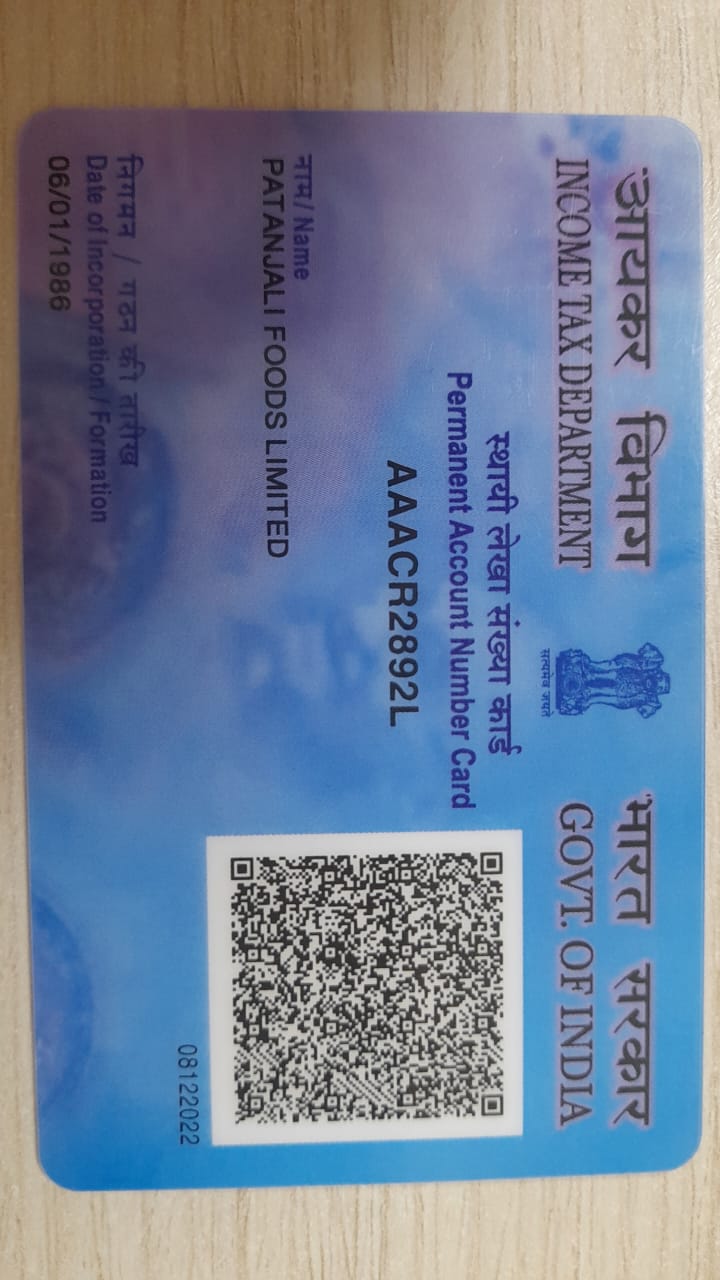 आयकर विभाग
INCOME TAX DEPARTMENT
सत्यमेव जयते
भारत सरकार
GOVT. OF INDIA
स्थायी लेखा संख्या कार्ड
Permanent Account Number Card
AAACR2892L
नाम/ Name
PATANJALI FOODS LIMITED
08122022
निगमन / गठन की तारीख
Date of Incorporation / Formation
06/01/1986